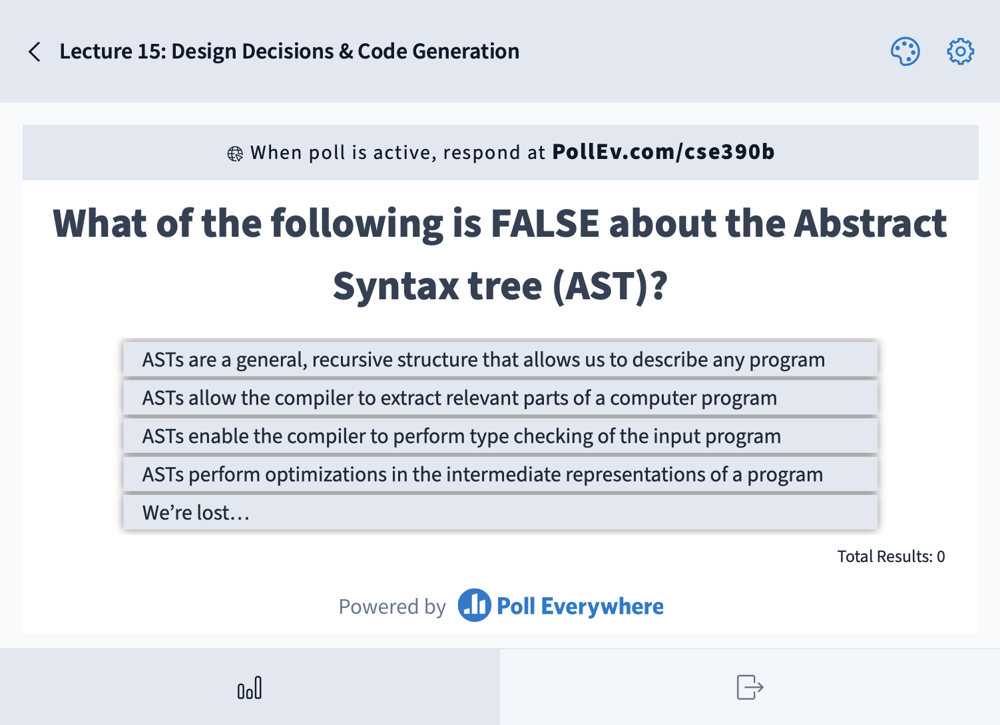 Lecture 15: Design Decisions & Code Generation
When poll is active, respond at PollEv.com/cse390b
What of the following is FALSE about the Abstract
Syntax tree (AST)?
ASTs are a general, recursive structure that allows us to describe any program
ASTs allow the compiler to extract relevant parts of a computer program
ASTs enable the compiler to perform type checking of the input program
ASTs perform optimizations in the intermediate representations of a program
We’re lost…
Total Results: 0
Powered by Poll Everywhere